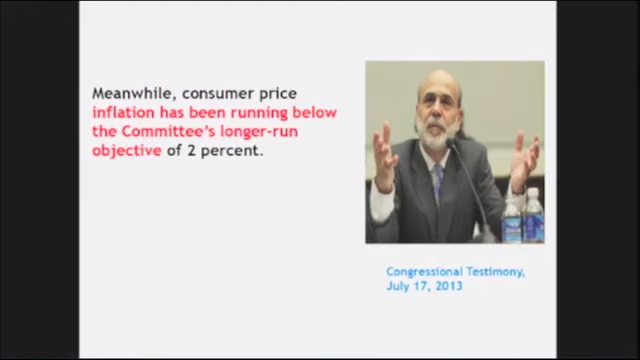 Meanwhile, consumer price
inflation has been running below
the Committee's longer-run
objective of 2 percent.
Congressional Testimony,
July 17, 2013